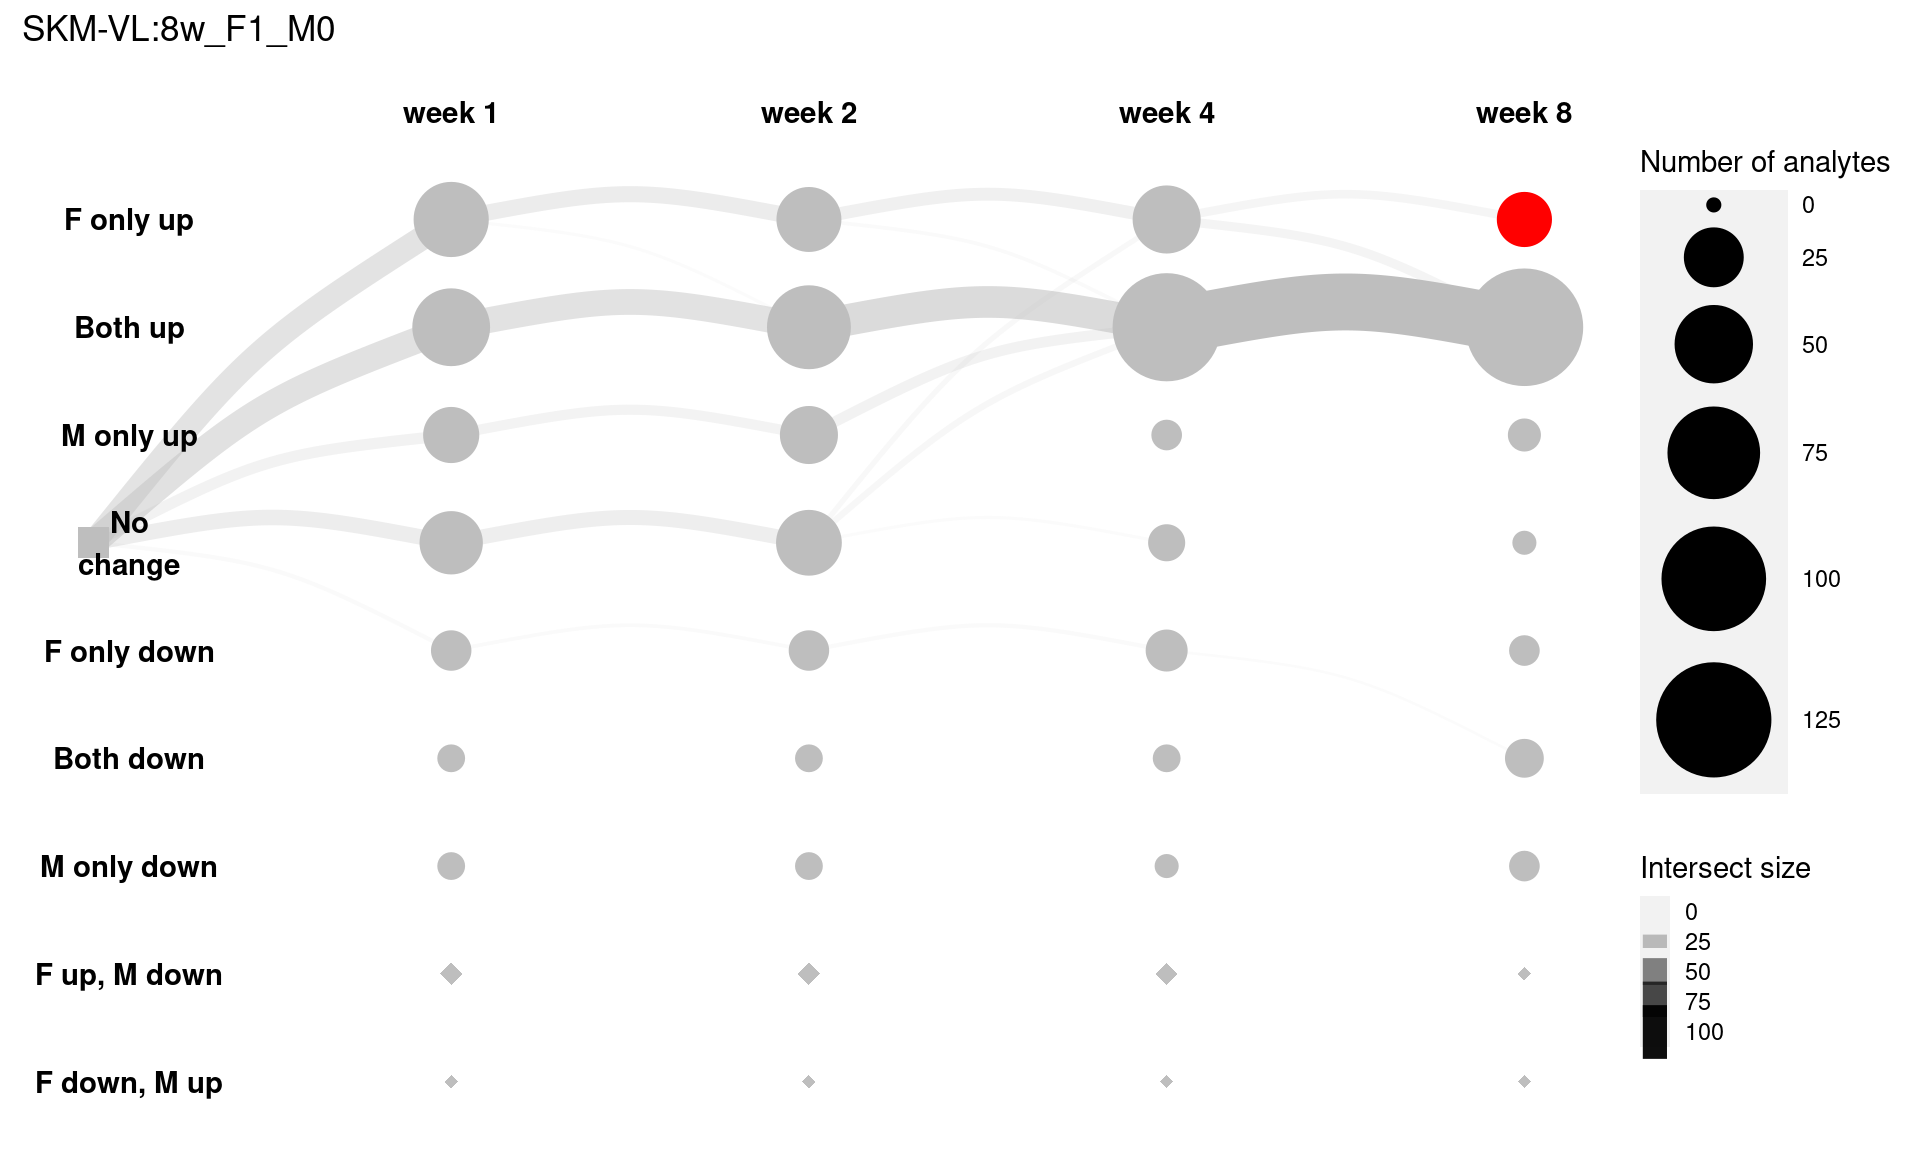 SKM-VL:8w_F1_M0
week 1
week 2
week 4
week 8
F only up
Both up
M only up
No
change
F only down
Both down
M only down
F up, M down
F down, M up
Number of analytes
0
25
50
75
100
125
Intersect size
0
25
50
75
100